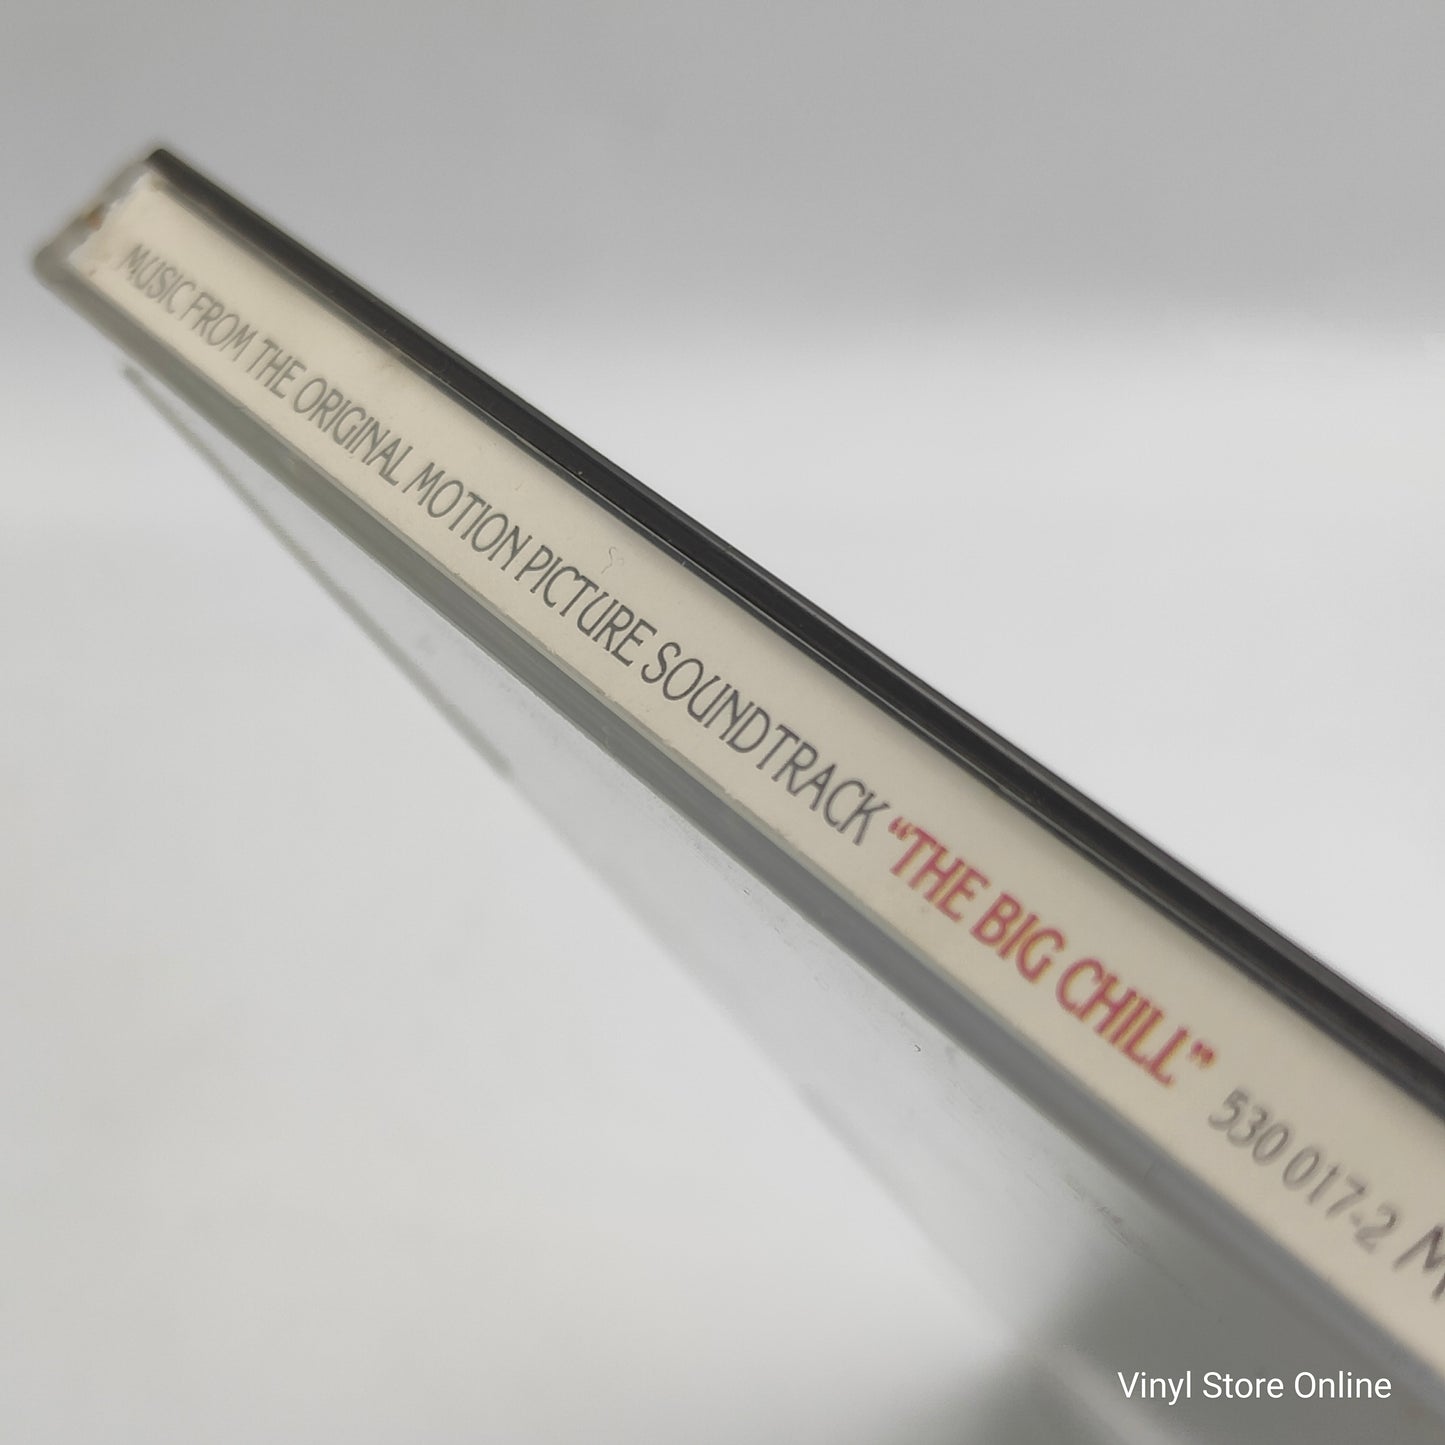 MUSIC FROM THE ORIGINAL MOTION PICTURE SOUNDTRACK “THE BIG CHILL” 530 017-2 M
Vinyl Store Online